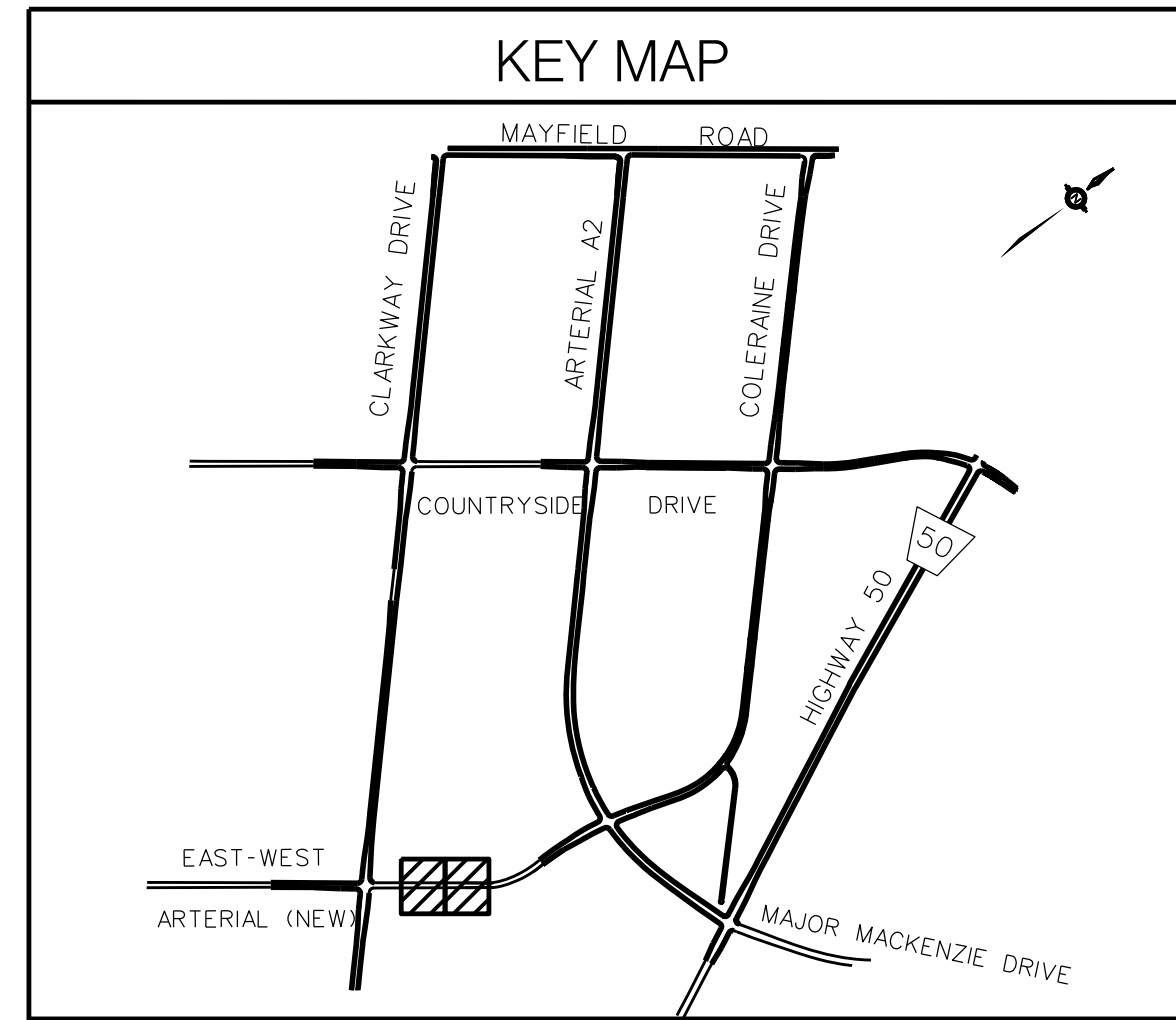 KEY MAP
MAYFIELD ROAD
N
CLARKWAY DRIVE
ARTERIAL A2
COLERAINE DRIVE
COUNTRYSIDE DRIVE
50
HIGHWAY 50
EAST-WEST
ARTERIAL (NEW)
MAJOR MACKENZIE DRIVE